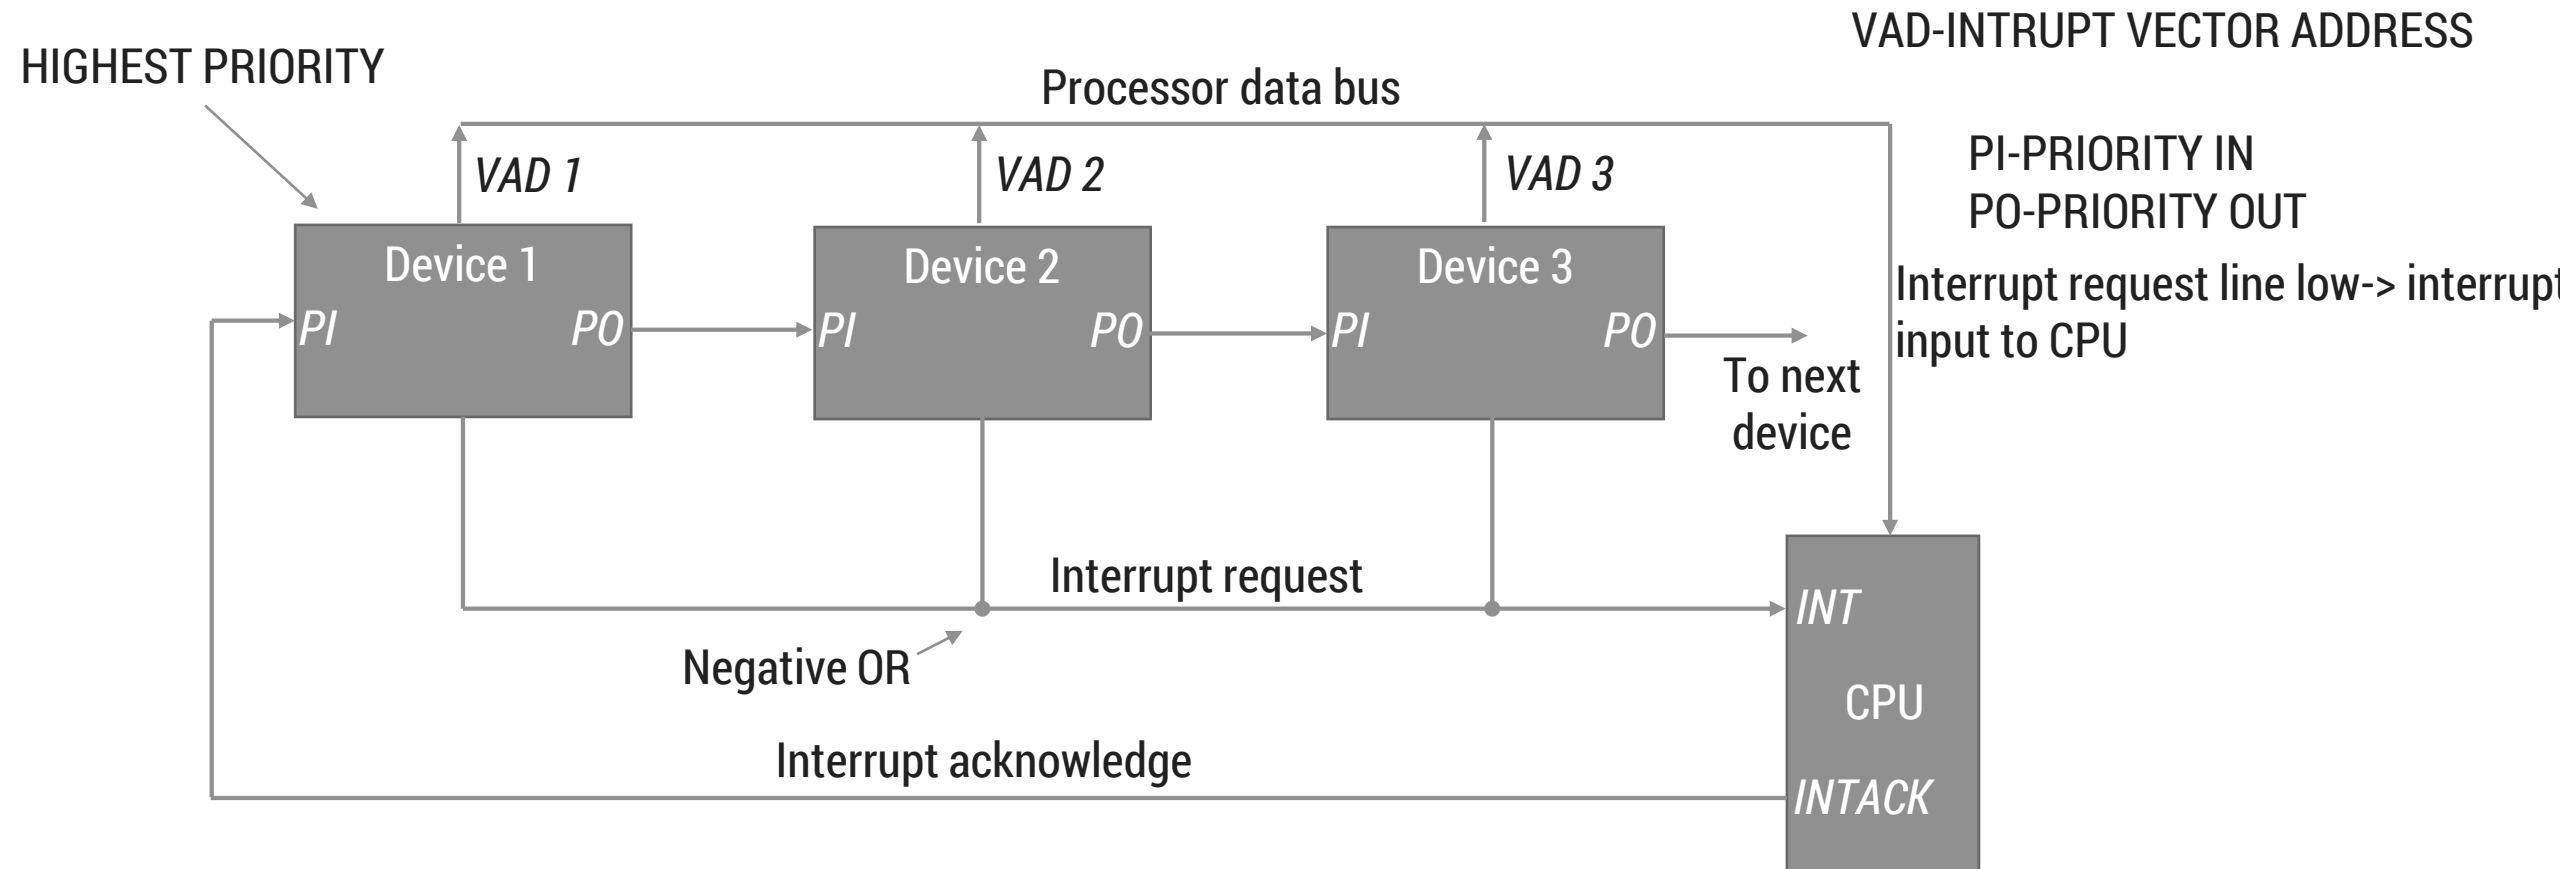 VAD-INTRUPT VECTOR ADDRESS
HIGHEST PRIORITY
Processor data bus
VAD 1
VAD 2
VAD 3
PI-PRIORITY IN
PO-PRIORITY OUT
Device 1
Device 2
Device 3
Interrupt request line low-> interrupt
input to CPU
PI
PO
PI
PO
PI
PO
To next
device
Interrupt request
INT
Negative OR
CPU
Interrupt acknowledge
INTACK